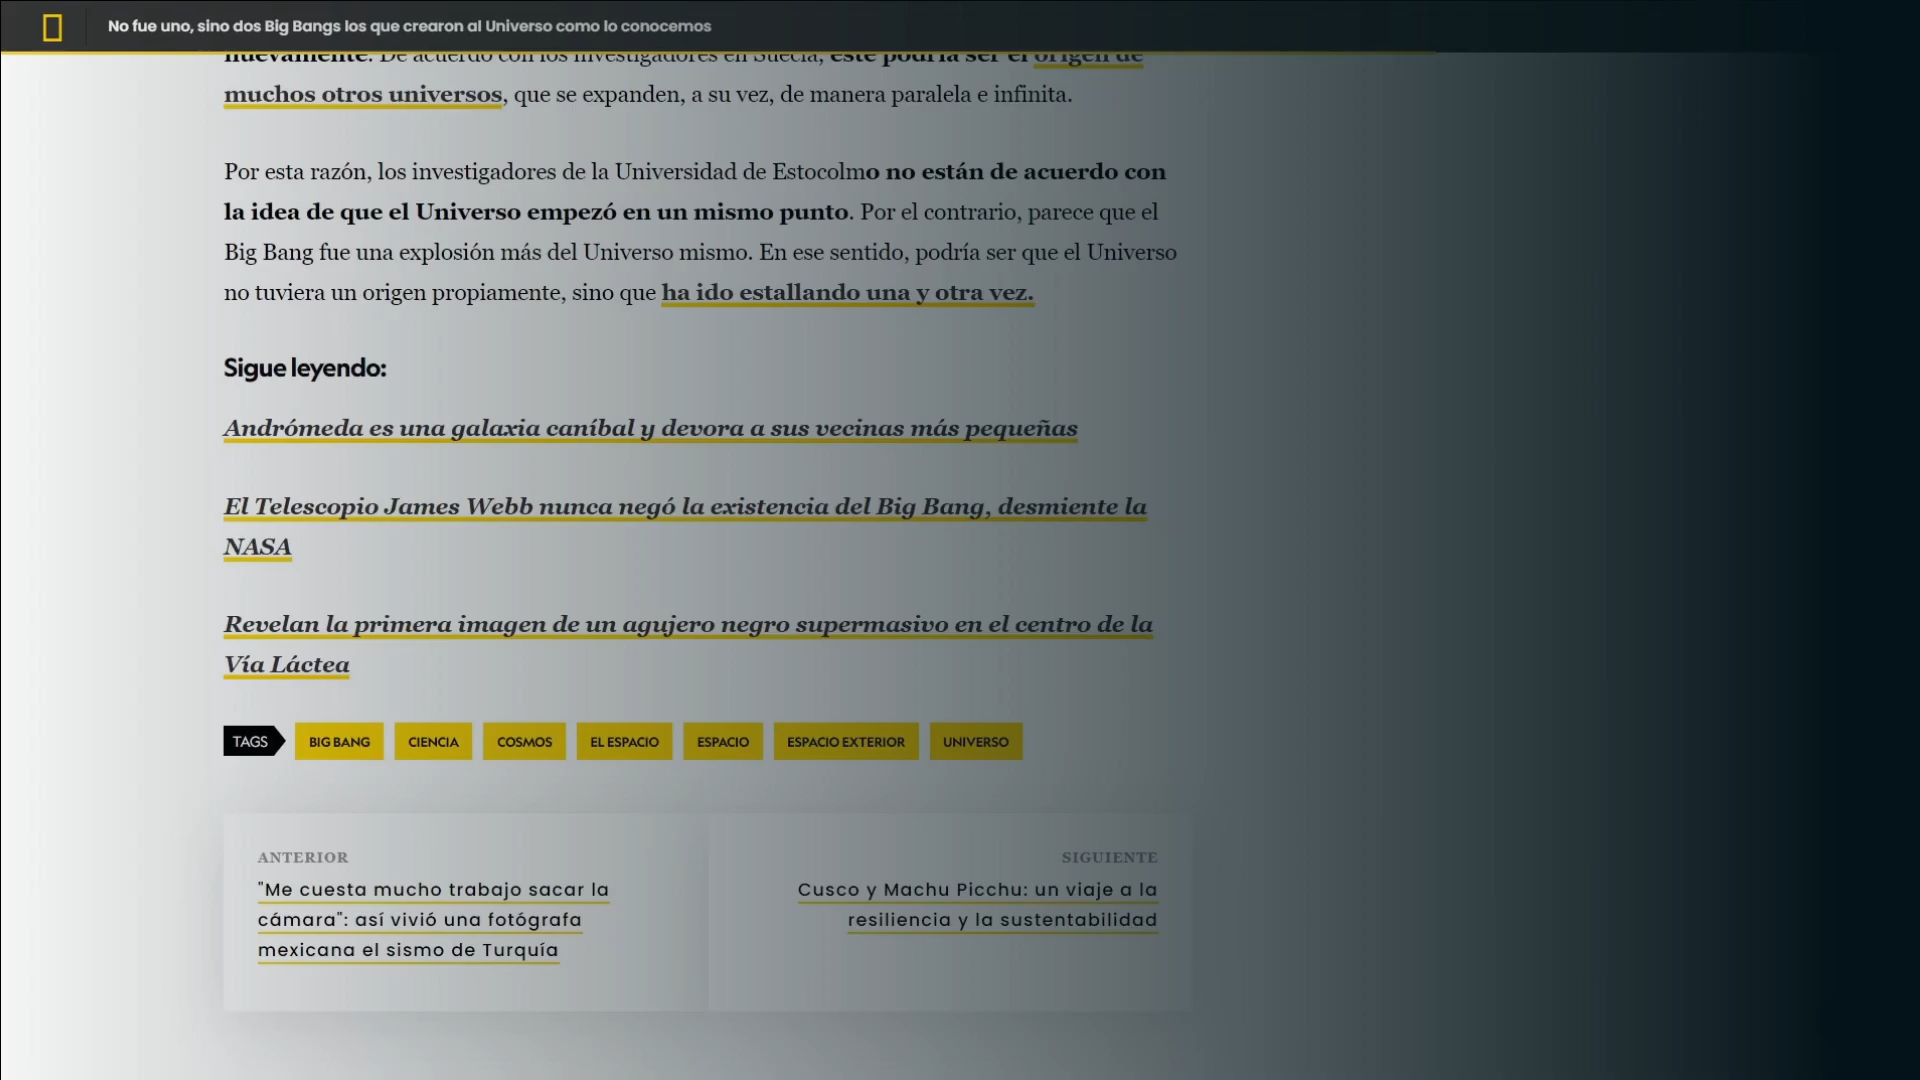 No fue uno, sino dos Big Bangs los que crearon al Universo como lo conocemos
nuevamente. De acuerdo con los investigadores en Suecia, este podría ser el origen de
muchos otros universos, que se expanden, a su vez, de manera paralela e infinita.
Por esta razón, los investigadores de la Universidad de Estocolmo no están de acuerdo con
la idea de que el Universo empezó en un mismo punto. Por el contrario, parece que el
Big Bang fue una explosión más del Universo mismo. En ese sentido, podría ser que el Universo
no tuviera un origen propiamente, sino que ha ido estallando una y otra vez.
Sigue leyendo:
Andrómeda es una galaxia caníbal y devora a sus vecinas más pequeñas
El Telescopio James Webb nunca negó la existencia del Big Bang, desmiente la
NASA
Revelan la primera imagen de un agujero negro supermasivo en el centro de la
Vía Láctea
TAGS BIG BANG CIENCIA COSMOS EL ESPACIO ESPACIO ESPACIO EXTERIOR UNIVERSO
ANTERIOR
"Me cuesta mucho trabajo sacar la
cámara": así vivió una fotógrafa
mexicana el sismo de Turquía
SIGUIENTE
Cusco y Machu Picchu: un viaje a la
resiliencia y la sustentabilidad